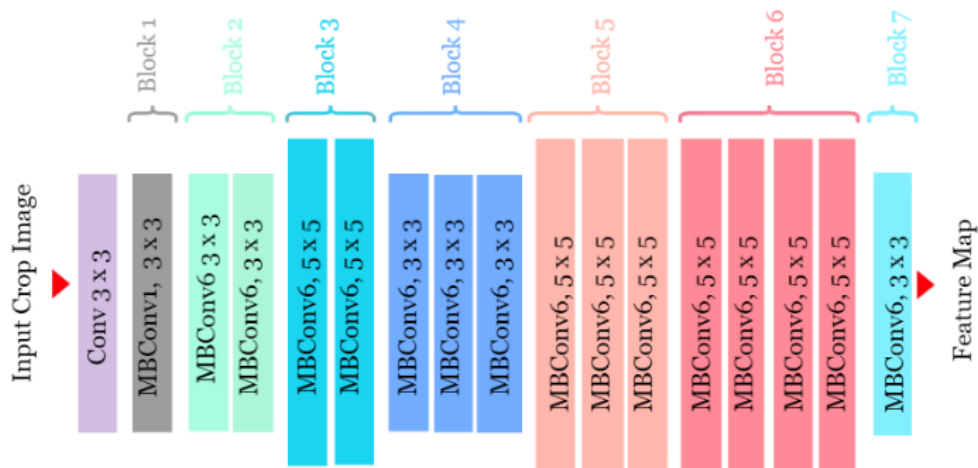 Block 1
Block 2
Block 3
Block 4
Block 5
Block 6
Block 7
Input Crop Image
Conv 3 x 3
MBConv1, 3 x 3
MBConv6 3 x 3
MBConv6, 3 x 3
MBConv6, 5 x 5
MBConv6, 5 x 5
MBConv6, 3 x 3
MBConv6, 3 x 3
MBConv6, 3 x 3
MBConv6, 5 x 5
MBConv6, 5 x 5
MBConv6, 5 x 5
MBConv6, 5 x 5
MBConv6, 5 x 5
MBConv6, 5 x 5
MBConv6, 5 x 5
MBConv6, 3 x 3
Feature Map